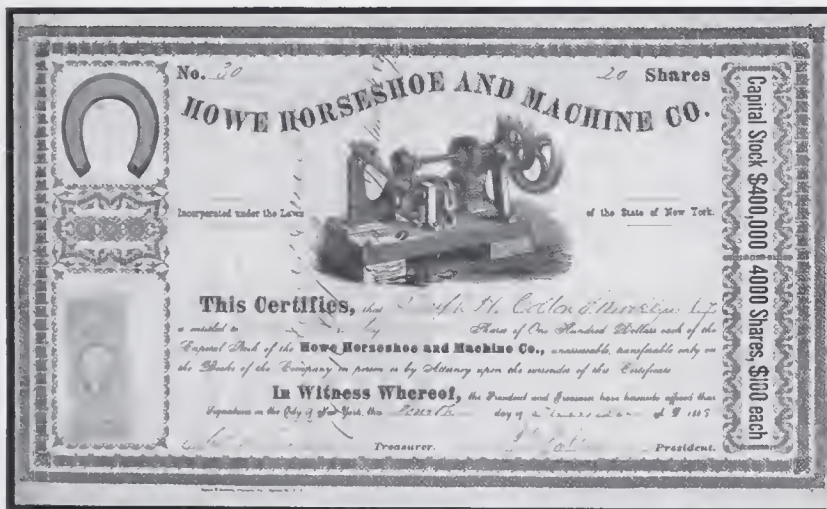 No. 30
20 Shares
HOWE HORSESHOE AND MACHINE CO.
Incorporated under the Laws
of the State of New York.
This Certifies, that H. Colton
is entitled to Shares of One Hundred Dollars each of the
Capital Stock of the Howe Horseshoe and Machine Co., unassessable, transferable only on
the Books of the Company in person or by Attorney upon the surrender of this Certificate
In Witness Whereof, the President and Treasurer have hereunto affixed their
Signatures in the City of New York, this day of A D 186
Treasurer.
President.
Capital Stock $400,000 4000 Shares, $100 each